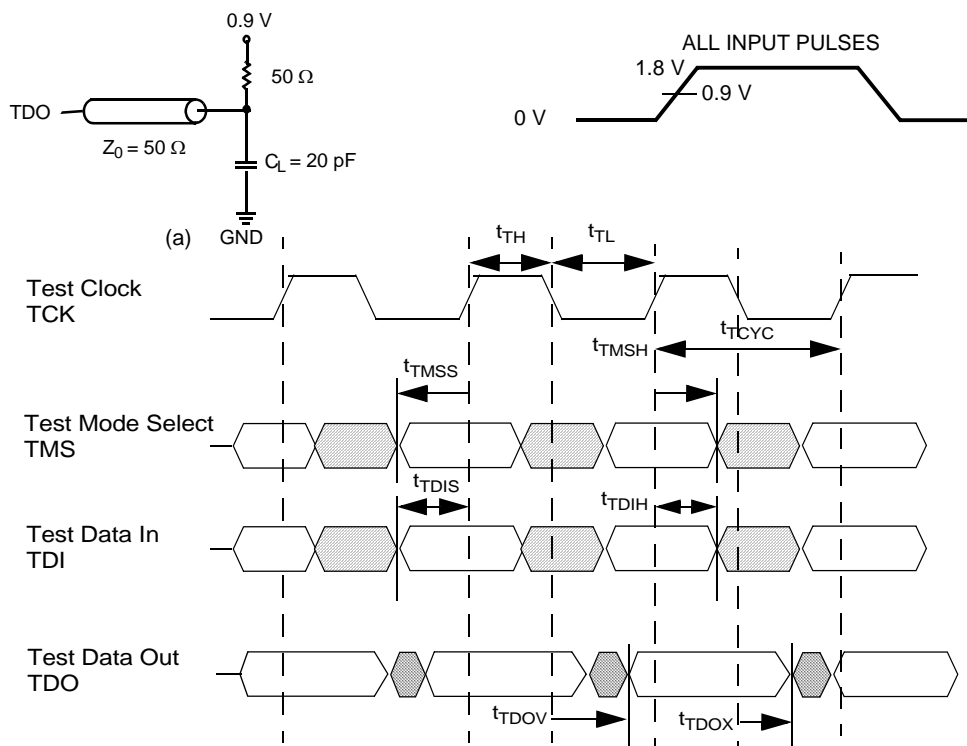 0.9 V
50 Ω
TDO
Z0 = 50 Ω
CL = 20 pF
(a)
GND
ALL INPUT PULSES
1.8 V
0.9 V
0 V
tTH
tTL
Test Clock
TCK
tTCYC
tTMSH
tTMSS
Test Mode Select
TMS
tTDIS
tTDIH
Test Data In
TDI
Test Data Out
TDO
tTDOV
tTDOX